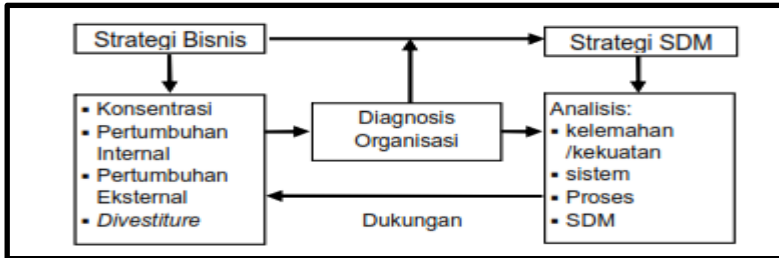 Strategi Bisnis
Strategi SDM
▪ Konsentrasi
▪ Pertumbuhan
Internal
▪ Pertumbuhan
Eksternal
▪ Divestiture
Diagnosis
Organisasi
Analisis:
▪ kelemahan
/kekuatan
▪ sistem
▪ Proses
▪ SDM
Dukungan